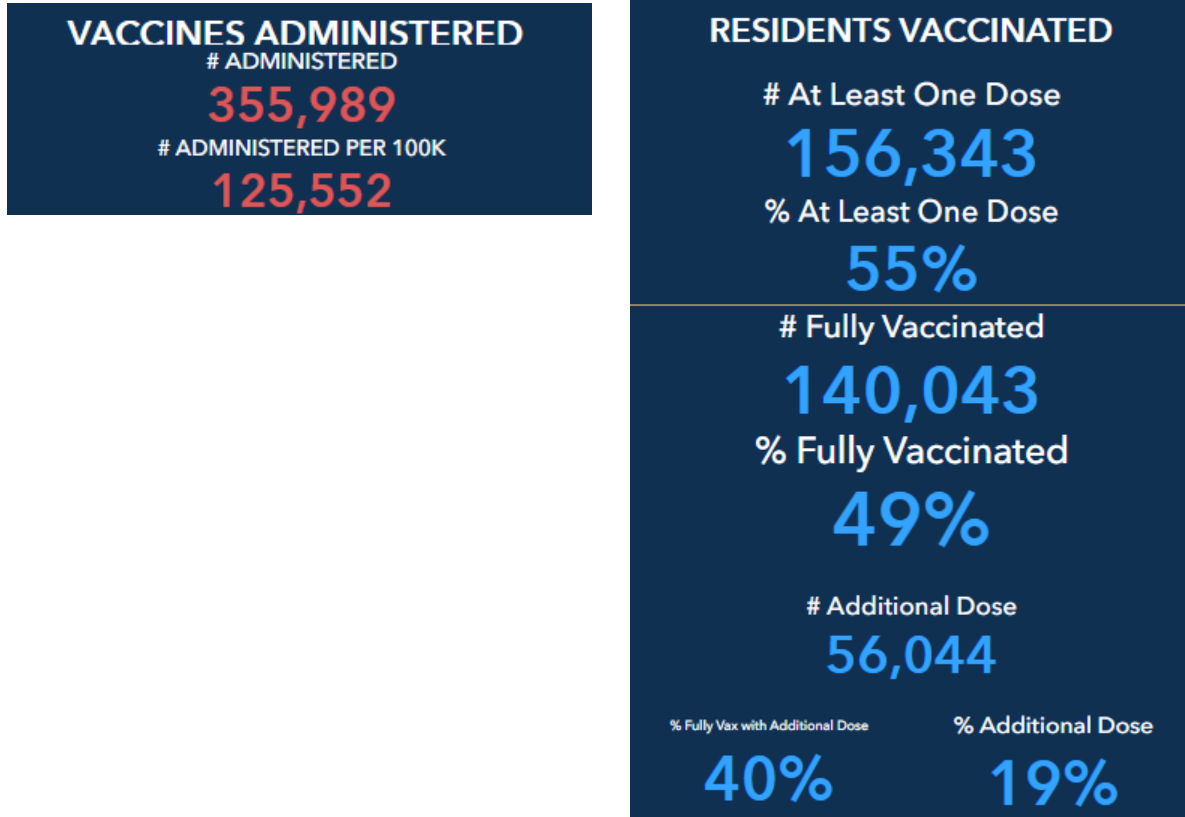 VACCINES ADMINISTERED
# ADMINISTERED
355,989
# ADMINISTERED PER 100K
125,552
RESIDENTS VACCINATED
# At Least One Dose
156,343
% At Least One Dose
55%
# Fully Vaccinated
140,043
% Fully Vaccinated
49%
# Additional Dose
56,044
% Fully Vax with Additional Dose
40%
% Additional Dose
19%